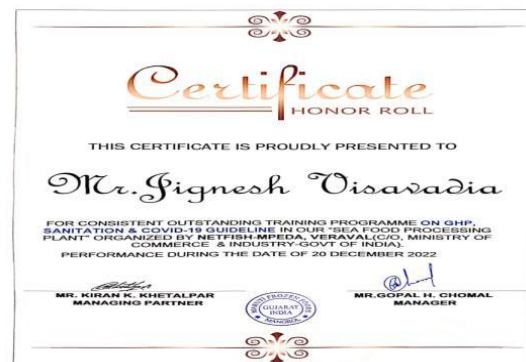 Certificate
HONOR ROLL
THIS CERTIFICATE IS PROUDLY PRESENTED TO
Mr.Jignesh Visavadia
FOR CONSISTENT OUTSTANDING TRAINING PROGRAMME ON GHP,
SANITATION & COVID-19 GUIDELINE IN OUR "SEA FOOD PROCESSING
PLANT" ORGANIZED BY NETFISH-MPEDA, VERAVAL(C/O, MINISTRY OF
COMMERCE & INDUSTRY-GOVT OF INDIA).
PERFORMANCE DURING THE DATE OF 20 DECEMBER 2022
MR. KIRAN K. KHETALPAR
MANAGING PARTNER
FROZEN FOODS
GUJARAT
INDIA
MR.GOPAL H. CHOMAL
MANAGER